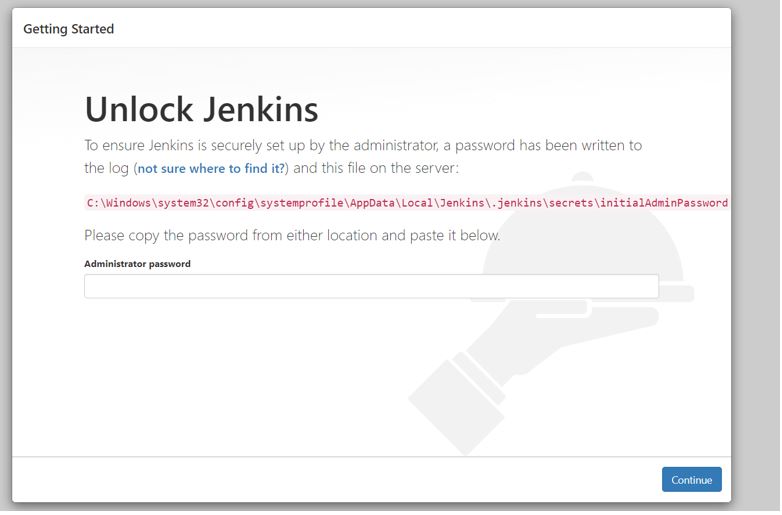 Getting Started
Unlock Jenkins
To ensure Jenkins is securely set up by the administrator, a password has been written to
the log (not sure where to find it?) and this file on the server:
C:\Windows\system32\config\systemprofile\AppData\Local\Jenkins\.jenkins\secrets\initialAdminPassword
Please copy the password from either location and paste it below.
Administrator password
Continue